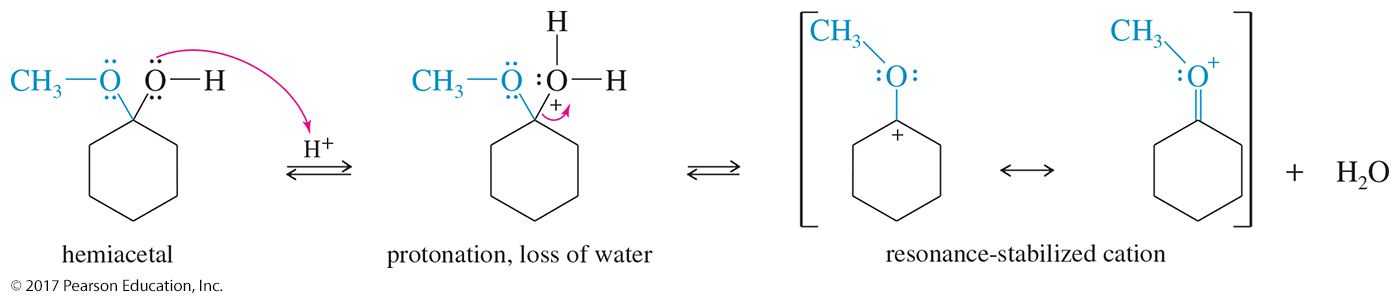 H
CH₃—O O—H
H⁺
CH₃—O :O—H
+
CH₃
:O:
+
CH₃
:O⁺
+ H₂O
hemiacetal
protonation, loss of water
resonance-stabilized cation
© 2017 Pearson Education, Inc.